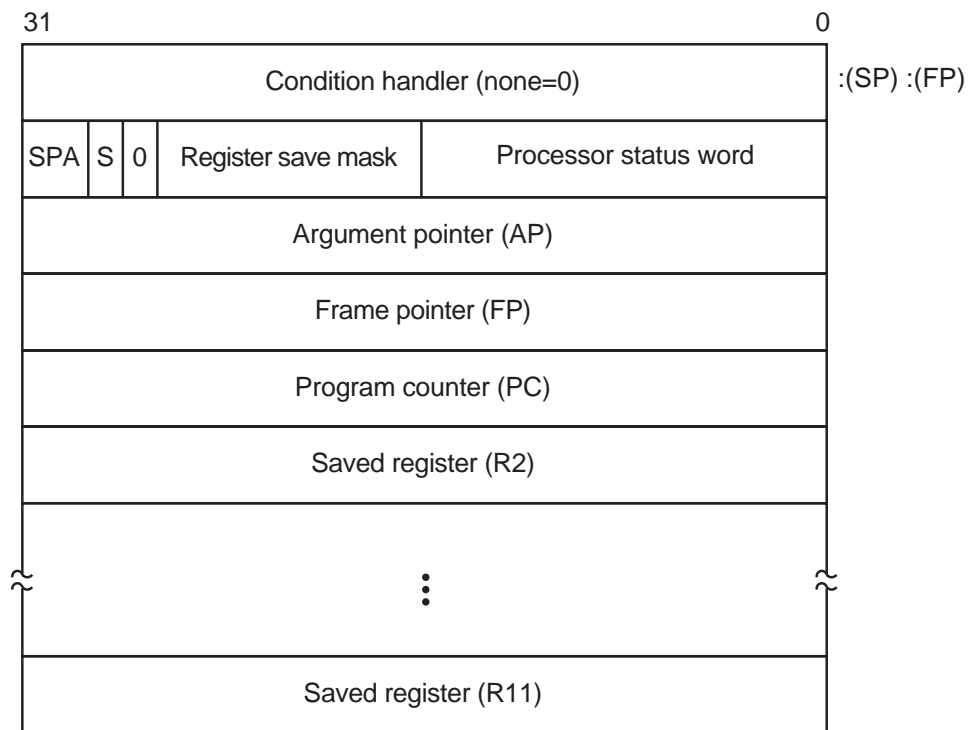 31 0
Condition handler (none=0) :(SP) :(FP)
SPA S 0 Register save mask Processor status word
Argument pointer (AP)
Frame pointer (FP)
Program counter (PC)
Saved register (R2)
Saved register (R11)